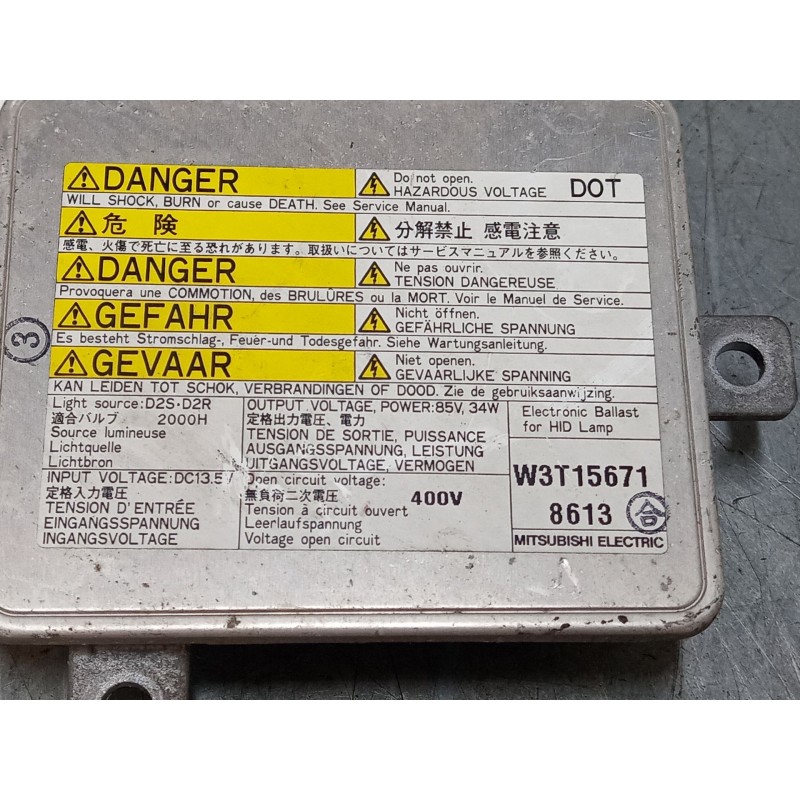 DANGER Do not open. HAZARDOUS VOLTAGE DOT
WILL SHOCK, BURN or cause DEATH. See Service Manual.
危険 分解禁止 感電注意
感電、火傷で死亡に至る恐れがあります。取扱いについてはサービスマニュアルを参照ください。
DANGER Ne pas ouvrir. TENSION DANGEREUSE
Provoquera une COMMOTION, des BRULÛRES ou la MORT. Voir le Manuel de Service.
GEFAHR Nicht öffnen. GEFÄHRLICHE SPANNUNG
Es besteht Stromschlag-, Feuer-und Todesgefahr. Siehe Wartungsanleitung.
GEVAAR Niet openen. GEVAARLIJKE SPANNING
KAN LEIDEN TOT SCHOK, VERBRANDINGEN OF DOOD. Zie de gebruiksaanwijzing.
3
Light source:D2S·D2R
適合バルブ 2000H
Source lumineuse
Lichtquelle
Lichtbron
OUTPUT VOLTAGE, POWER:85V, 34W
定格出力電圧、電力
TENSION DE SORTIE, PUISSANCE
AUSGANGSSPANNUNG, LEISTUNG
UITGANGSVOLTAGE, VERMOGEN
INPUT VOLTAGE:DC13.5V
定格入力電圧
TENSION D'ENTRÉE
EINGANGSSPANNUNG
INGANGSVOLTAGE
Open circuit voltage:
無負荷二次電圧 400V
Tension à circuit ouvert
Leerlaufspannung
Voltage open circuit
Electronic Ballast
for HID Lamp
W3T15671
8613 合
MITSUBISHI ELECTRIC